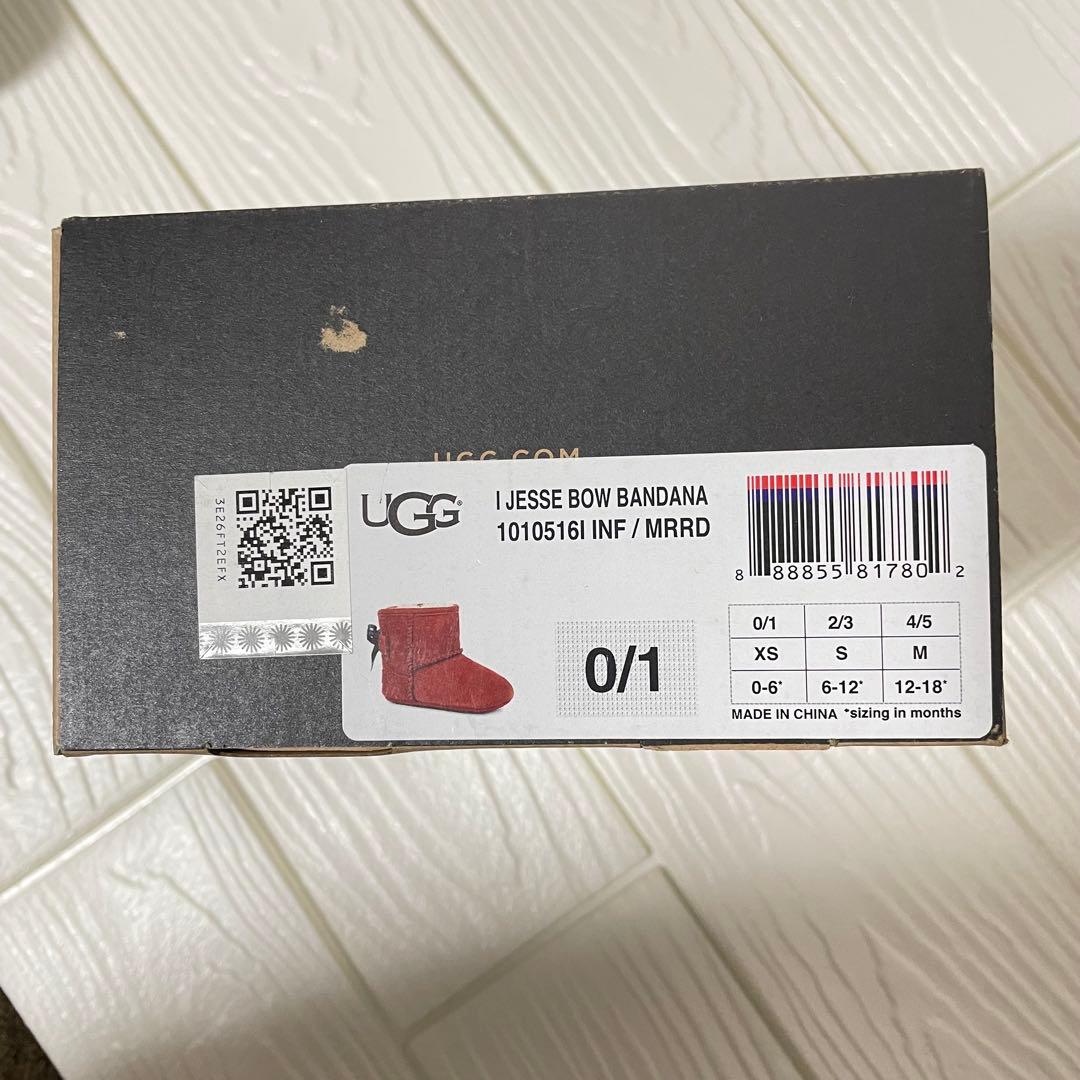 UGG.COM
3E26FT2EFX
UGG®
I JESSE BOW BANDANA
1010516I INF / MRRD
8 88855 81780 2
0/1
0/1 2/3 4/5
XS S M
0-6* 6-12* 12-18*
MADE IN CHINA *sizing in months